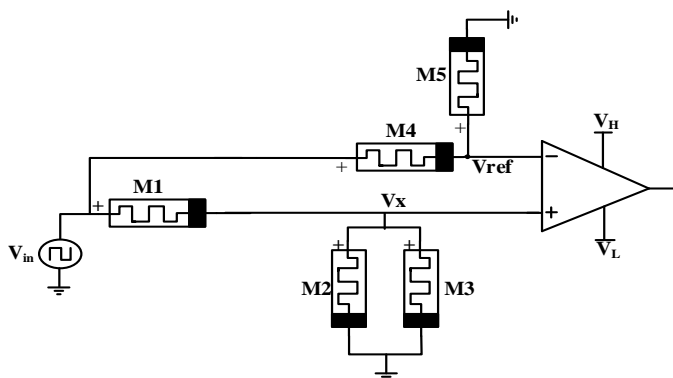 M5
+
M4
V_H
+
Vref
−
M1
+
Vx
+
V_in
+
+
M2
M3
V_L